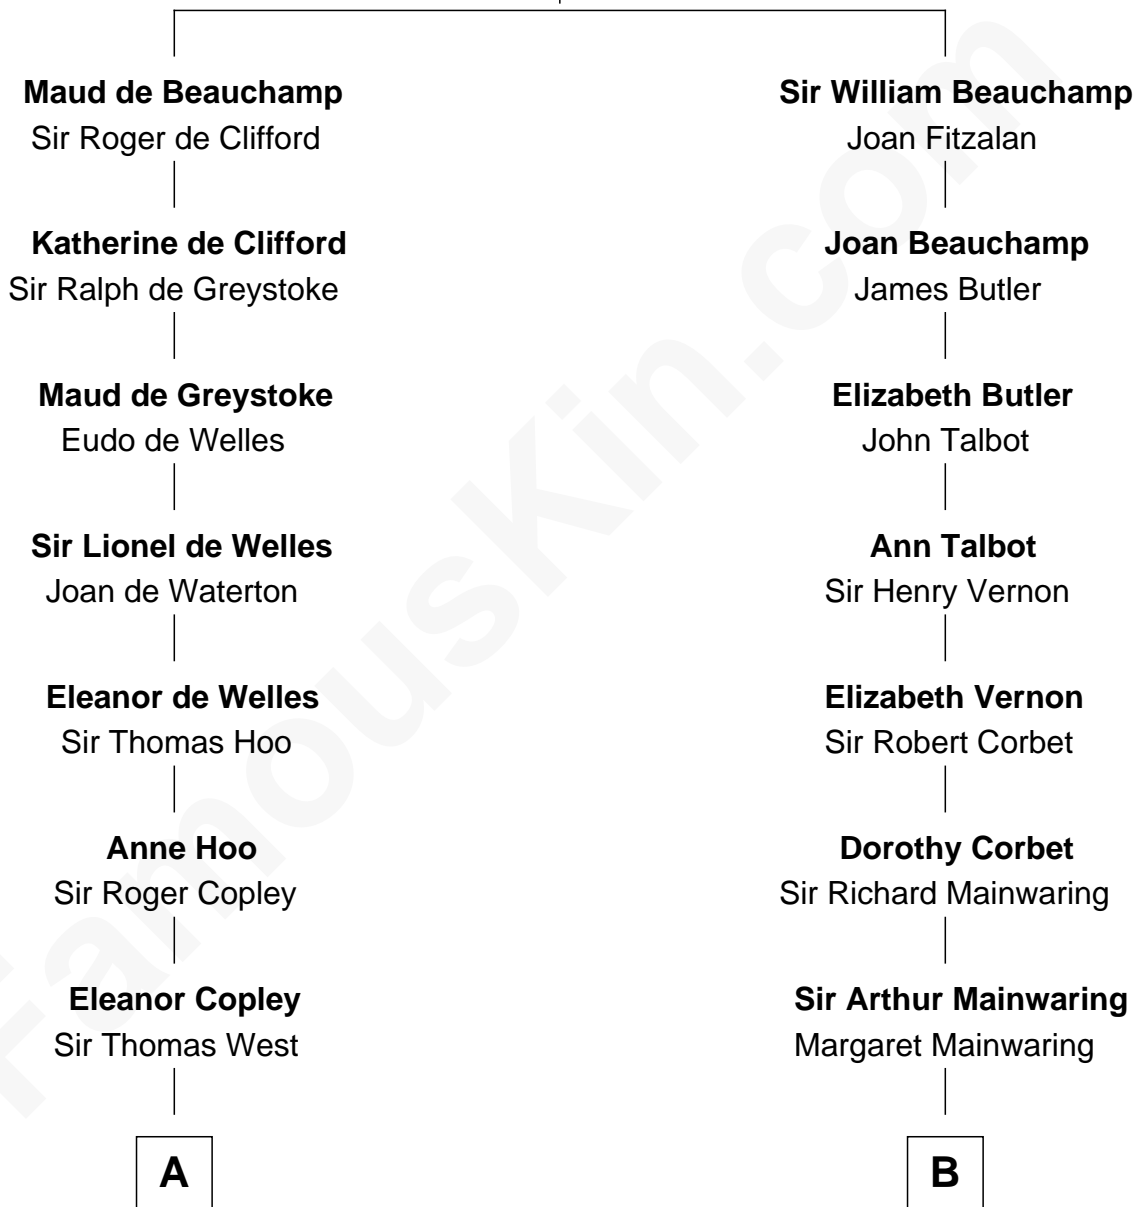 Maud de Beauchamp
Sir Roger de Clifford
Katherine de Clifford
Sir Ralph de Greystoke
Maud de Greystoke
Eudo de Welles
Sir Lionel de Welles
Joan de Waterton
Eleanor de Welles
Sir Thomas Hoo
Anne Hoo
Sir Roger Copley
Eleanor Copley
Sir Thomas West
A
Sir William Beauchamp
Joan Fitzalan
Joan Beauchamp
James Butler
Elizabeth Butler
John Talbot
Ann Talbot
Sir Henry Vernon
Elizabeth Vernon
Sir Robert Corbet
Dorothy Corbet
Sir Richard Mainwaring
Sir Arthur Mainwaring
Margaret Mainwaring
B
FamousKin.com